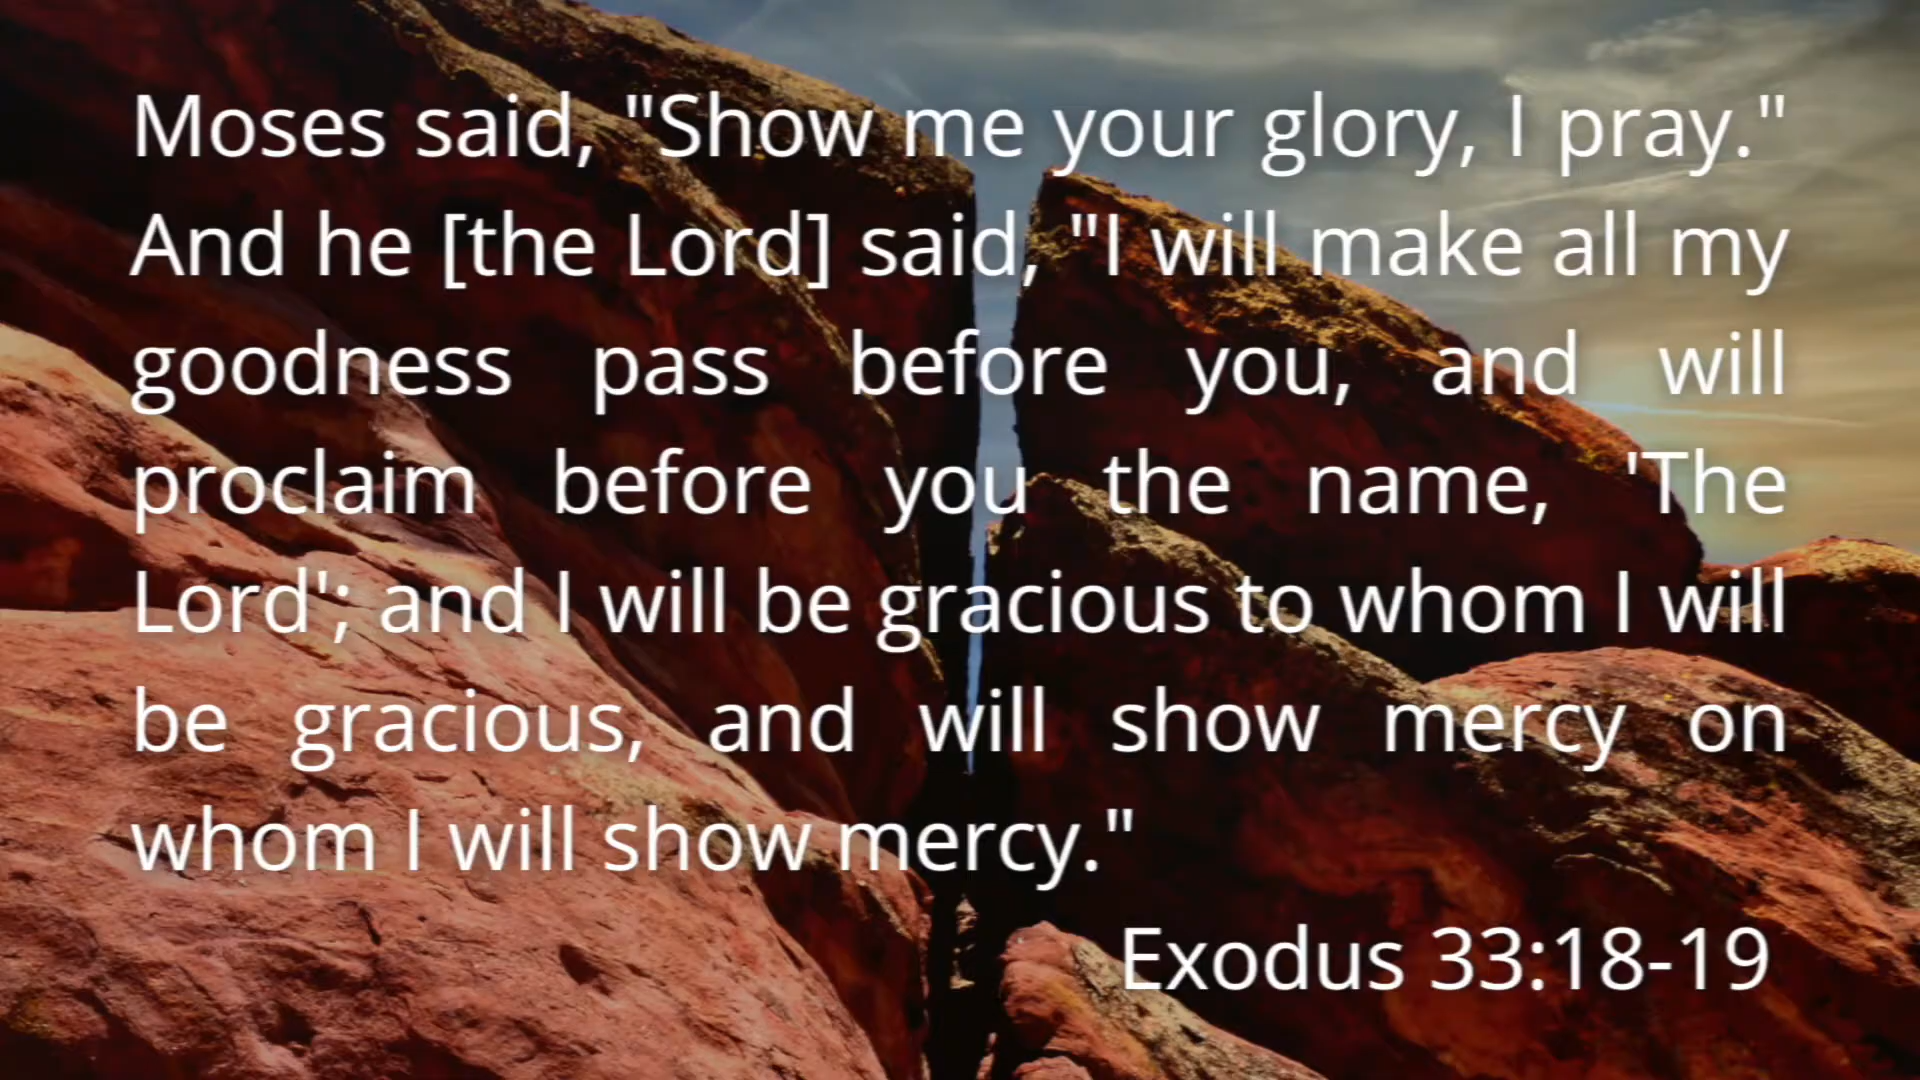 Moses said, "Show me your glory, I pray."
And he [the Lord] said, "I will make all my
goodness pass before you, and will
proclaim before you the name, 'The
Lord'; and I will be gracious to whom I will
be gracious, and will show mercy on
whom I will show mercy."
Exodus 33:18-19